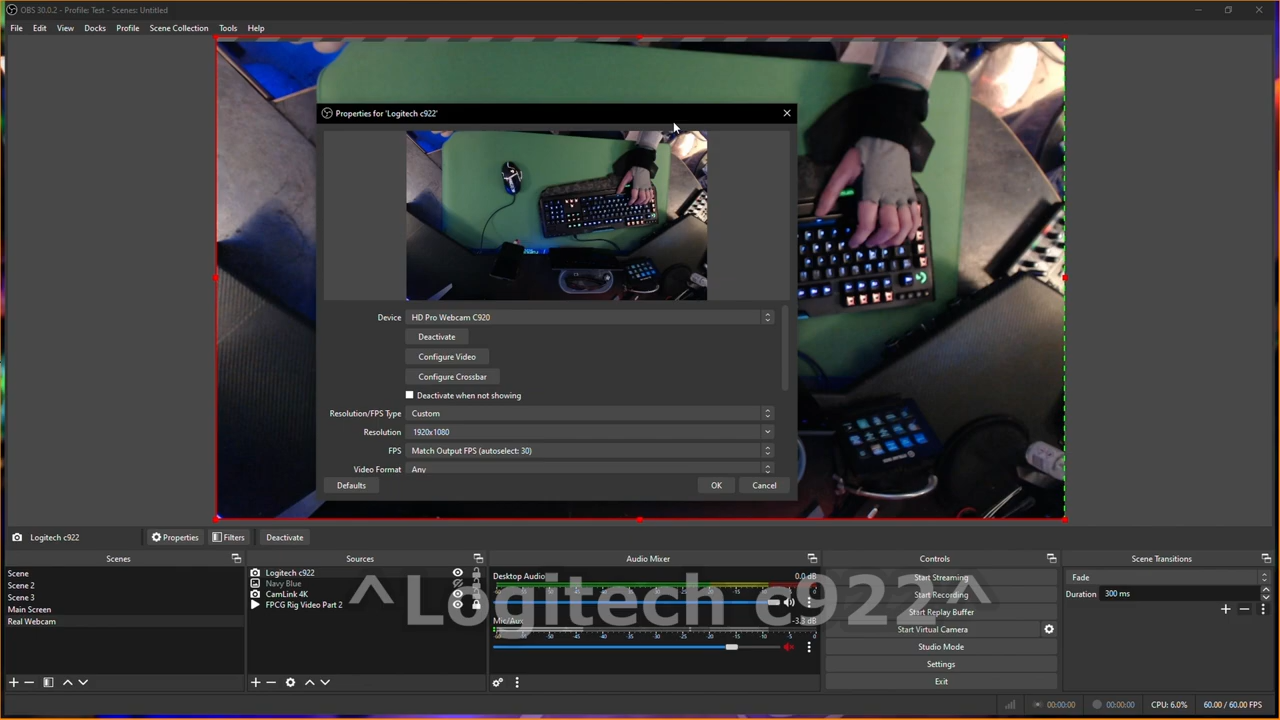 OBS 30.0.2 - Profile: Test - Scenes: Untitled
File Edit View Docks Profile Scene Collection Tools Help
Properties for 'Logitech c922'
Device HD Pro Webcam C920
Deactivate
Configure Video
Configure Crossbar
Deactivate when not showing
Resolution/FPS Type Custom
Resolution 1920x1080
FPS Match Output FPS (autoselect: 30)
Video Format Any
Defaults OK Cancel
Logitech c922 Properties Filters Deactivate
Scenes
Scene
Scene 2
Scene 3
Main Screen
Real Webcam
Sources
Logitech c922
Navy Blue
CamLink 4K
FPCG Rig Video Part 2
Audio Mixer
Desktop Audio 0.0 dB
Mic/Aux -3.3 dB
^Logitech c922^
Controls
Start Streaming
Start Recording
Start Replay Buffer
Start Virtual Camera
Studio Mode
Settings
Exit
Scene Transitions
Fade
Duration 300 ms
00:00:00 00:00:00 CPU: 6.0% 60.00 / 60.00 FPS